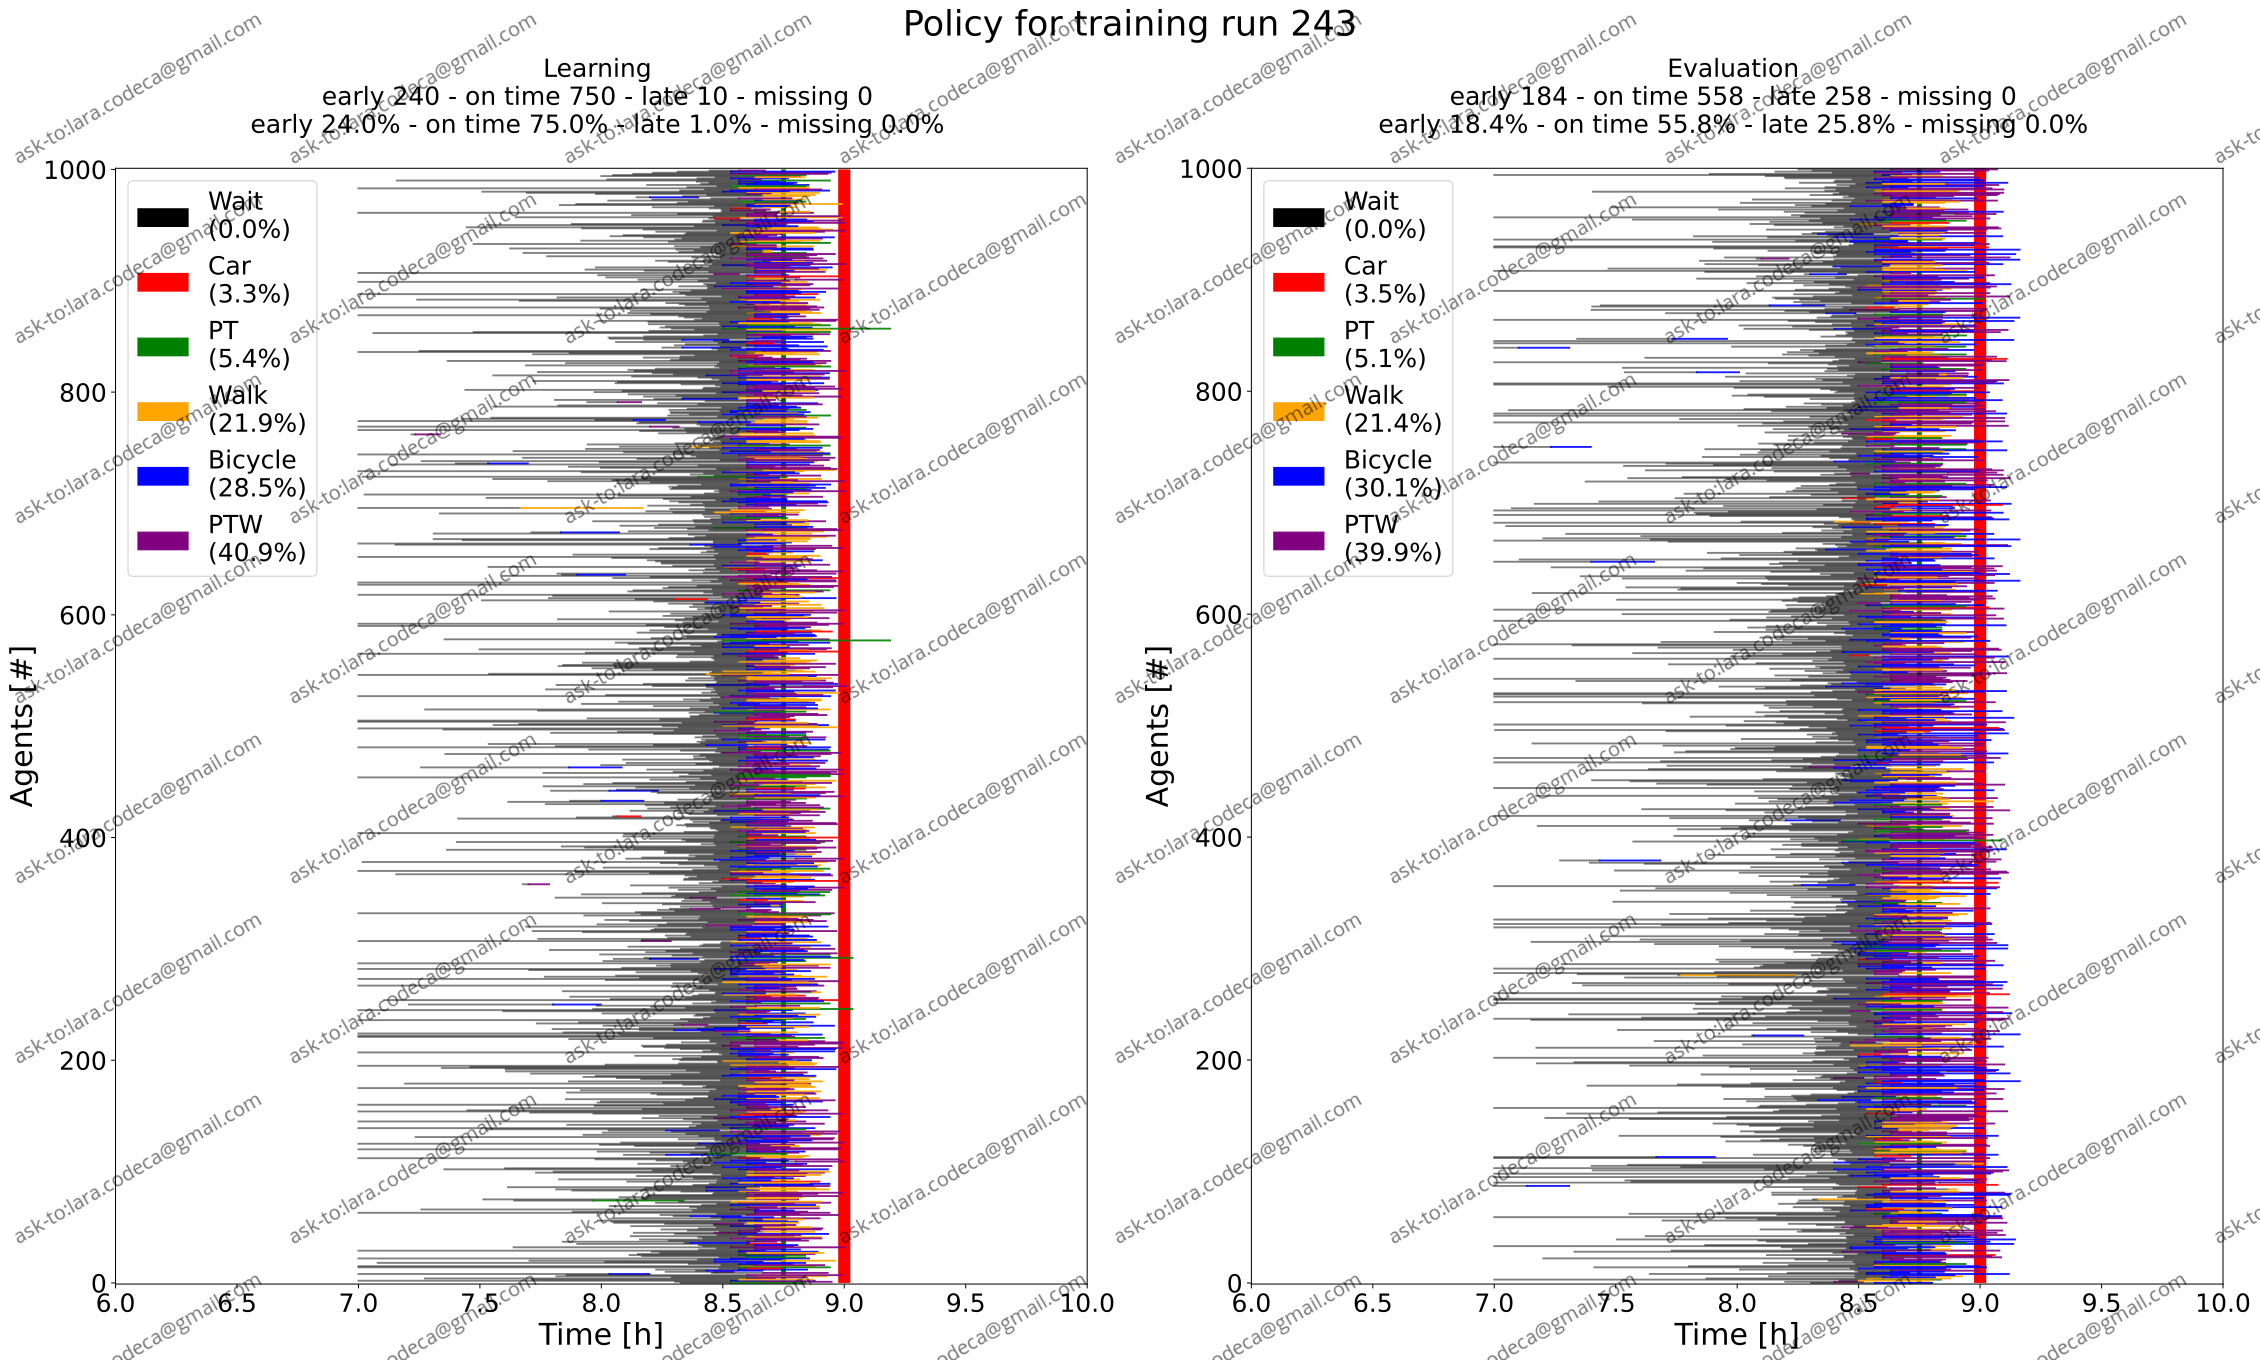 Policy for training run 243
Learning
early 240 - on time 750 - late 10 - missing 0
early 24.0% - on time 75.0% - late 1.0% - missing 0.0%
Evaluation
early 184 - on time 558 - late 258 - missing 0
early 18.4% - on time 55.8% - late 25.8% - missing 0.0%
Wait
(0.0%)
Car
(3.3%)
PT
(5.4%)
Walk
(21.9%)
Bicycle
(28.5%)
PTW
(40.9%)
1000
800
600
400
200
0
Agents [#]
6.0 6.5 7.0 7.5 8.0 8.5 9.0 9.5 10.0
Time [h]
Wait
(0.0%)
Car
(3.5%)
PT
(5.1%)
Walk
(21.4%)
Bicycle
(30.1%)
PTW
(39.9%)
1000
800
600
400
200
0
Agents [#]
6.0 6.5 7.0 7.5 8.0 8.5 9.0 9.5 10.0
Time [h]
ask-to:lara.codeca@gmail.com